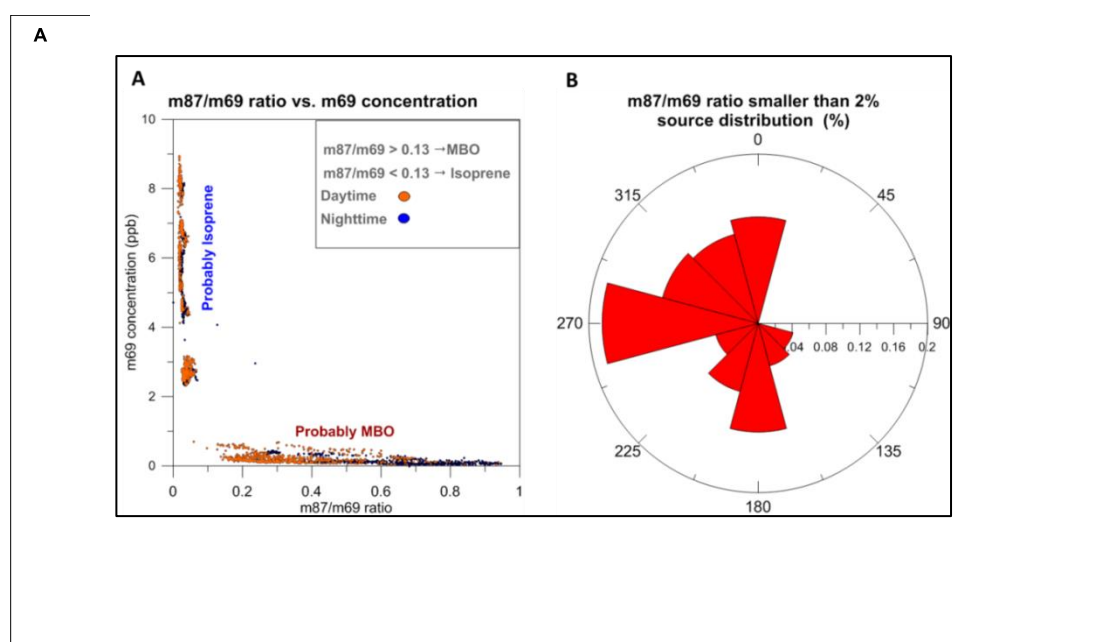 A
A
m87/m69 ratio vs. m69 concentration
10
8
6
4
2
0
m69 concentration (ppb)
m87/m69 > 0.13 →MBO
m87/m69 < 0.13 → Isoprene
Daytime
Nighttime
Probably Isoprene
Probably MBO
0 0.2 0.4 0.6 0.8 1
m87/m69 ratio
B
m87/m69 ratio smaller than 2%
source distribution (%)
0
315 45
270 90
04 0.08 0.12 0.16 0.2
225 135
180